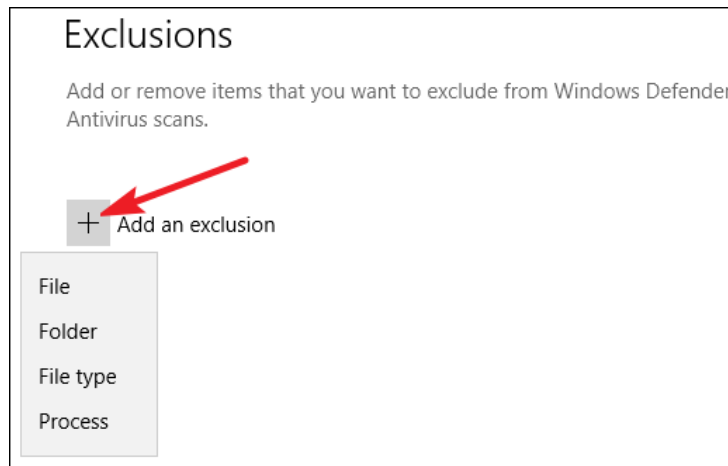 Exclusions
Add or remove items that you want to exclude from Windows Defender
Antivirus scans.
Add an exclusion
File
Folder
File type
Process